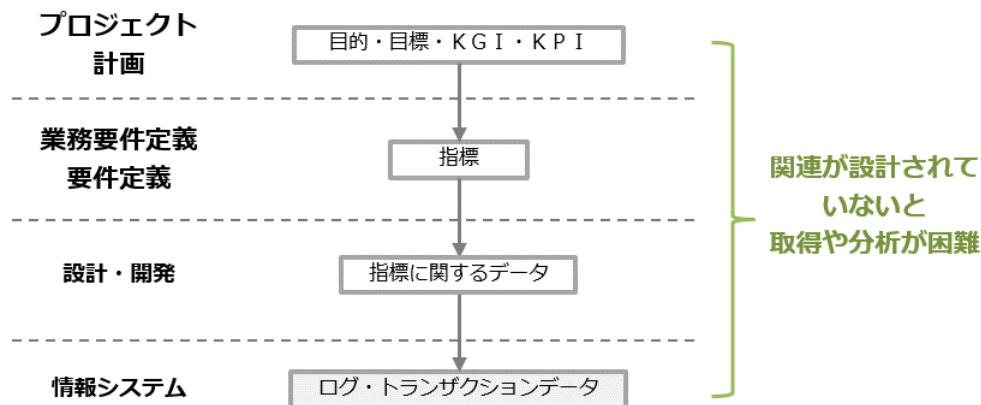 プロジェクト
計画
目的・目標・ＫＧＩ・ＫＰＩ
業務要件定義
要件定義
指標
設計・開発
指標に関するデータ
情報システム
ログ・トランザクションデータ
関連が設計されて
いないと
取得や分析が困難